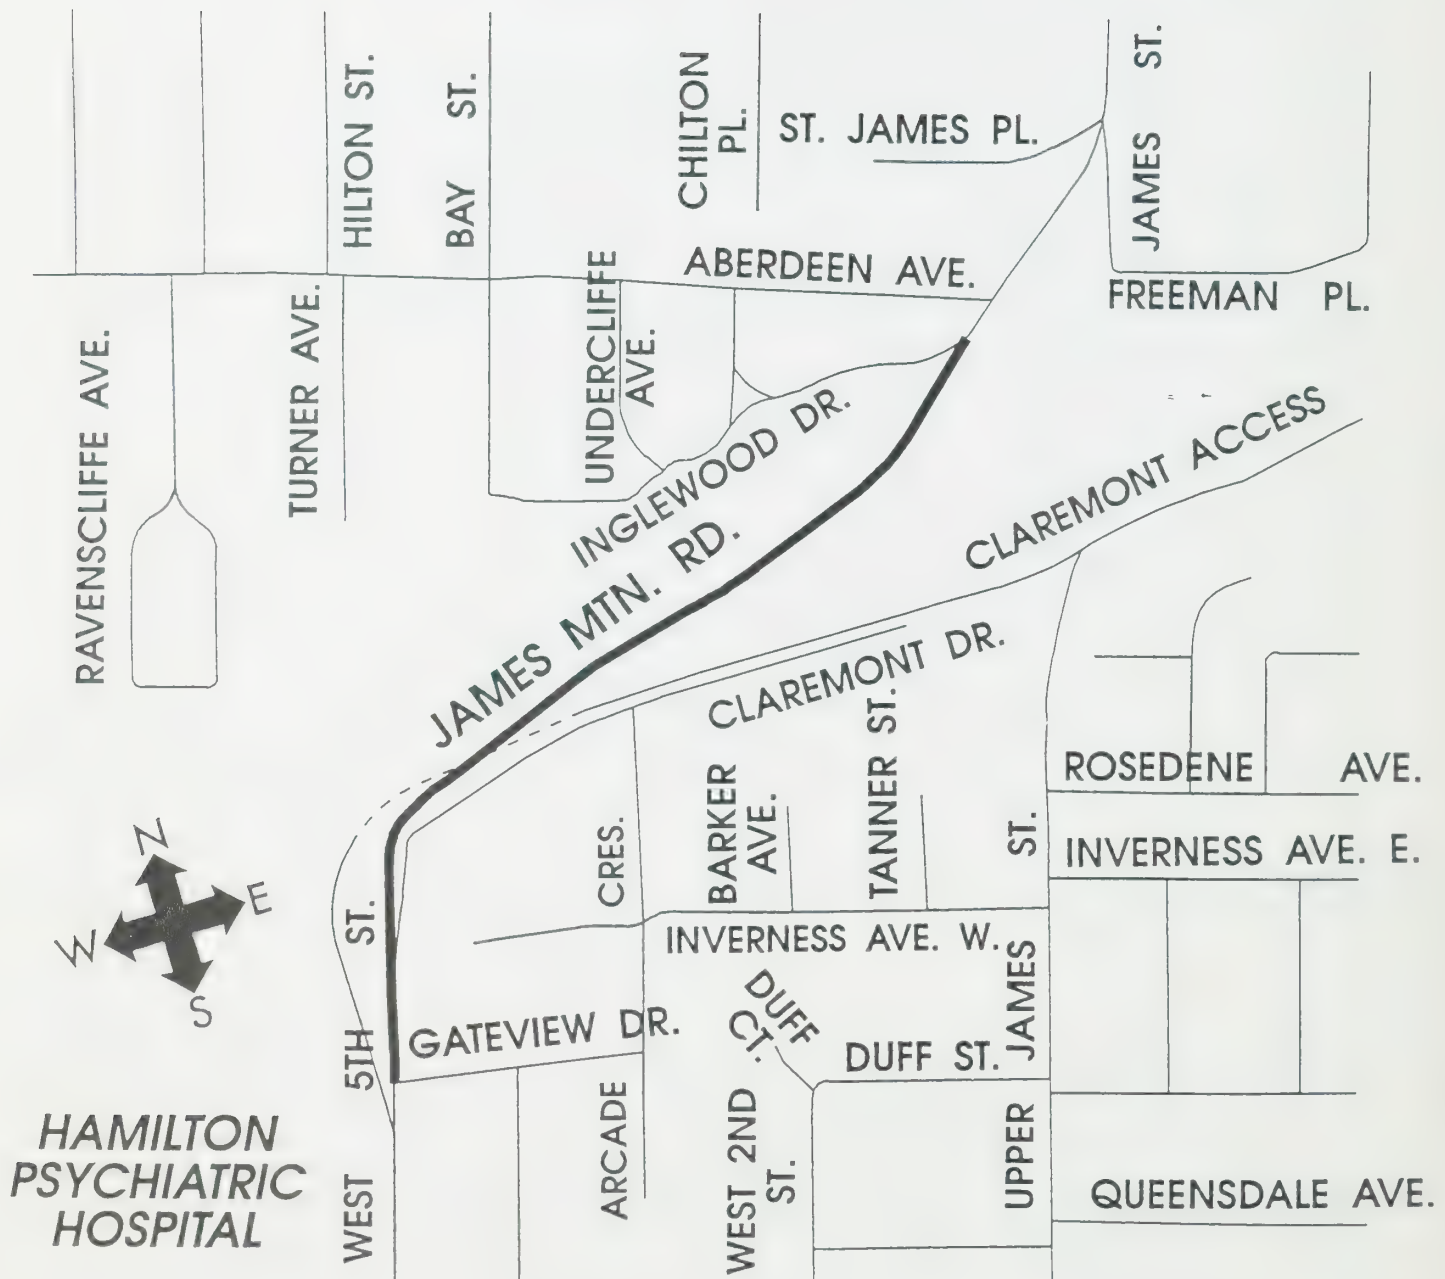 HILTON ST.
BAY ST.
CHILTON
PL.
ST. JAMES PL.
JAMES ST.
ABERDEEN AVE.
FREEMAN PL.
RAVENSCLIFFE AVE.
TURNER AVE.
UNDERCLIFFE
AVE.
INGLEWOOD DR.
JAMES MTN. RD.
CLAREMONT ACCESS
CLAREMONT DR.
ROSEDENE AVE.
INVERNESS AVE. E.
BARKER
AVE.
TANNER ST.
ARCADE CRES.
INVERNESS AVE. W.
UPPER JAMES ST.
N
E
W
S
WEST 5TH ST.
GATEVIEW DR.
DUFF
CT.
DUFF ST.
WEST 2ND
ST.
QUEENSDALE AVE.
HAMILTON
PSYCHIATRIC
HOSPITAL